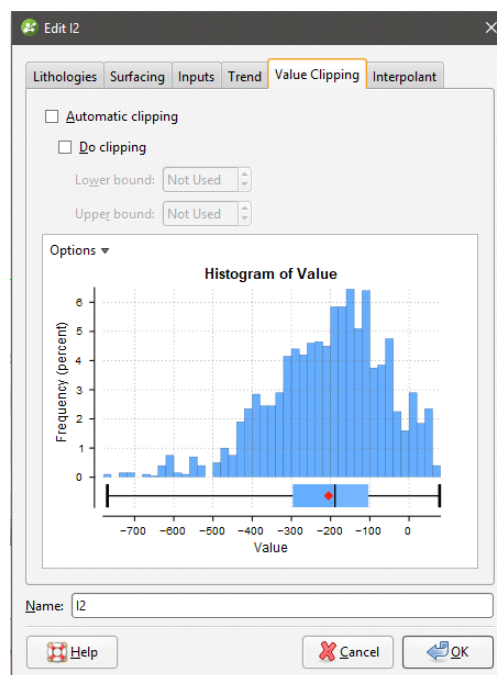 Edit I2
Lithologies Surfacing Inputs Trend Value Clipping Interpolant
Automatic clipping
Do clipping
Lower bound: Not Used
Upper bound: Not Used
Options
Histogram of Value
Frequency (percent)
6
5
4
3
2
1
0
−700 −600 −500 −400 −300 −200 −100 0
Value
Name: I2
Help Cancel OK